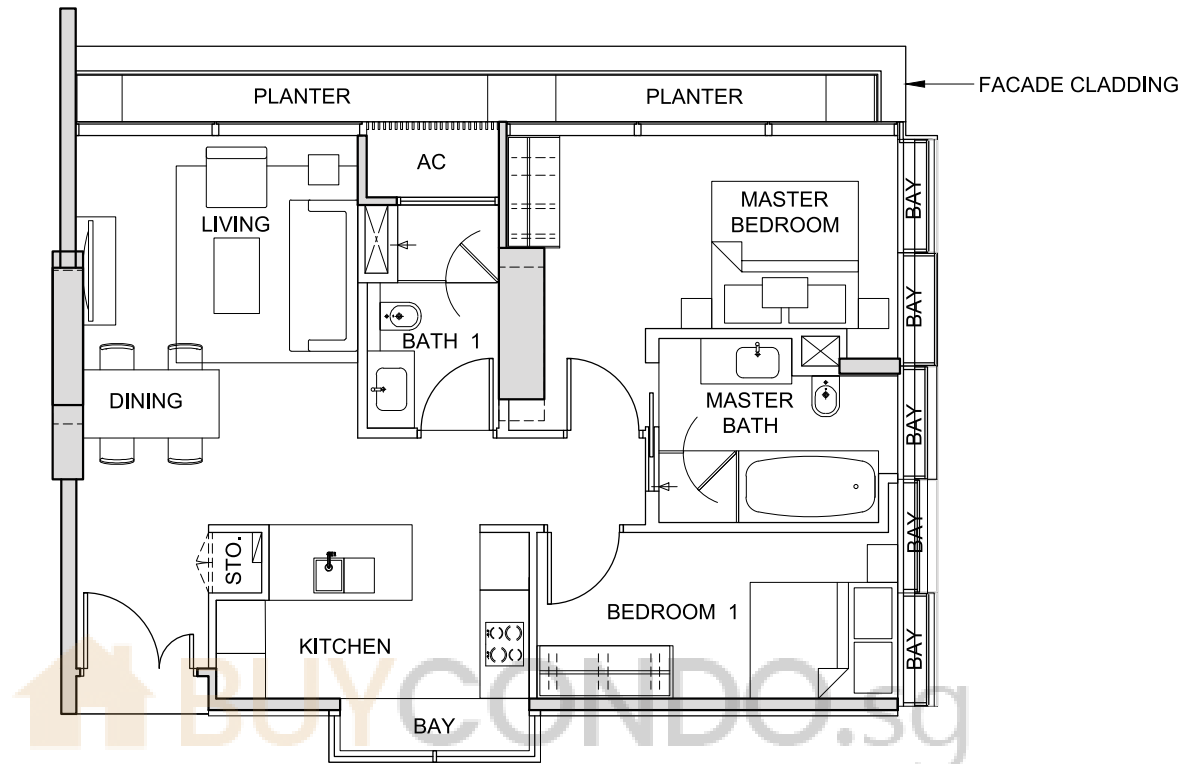 PLANTER
PLANTER
FACADE CLADDING
AC
LIVING
MASTER
BEDROOM
BAY
BAY
BATH 1
DINING
MASTER
BATH
BAY
STO.
BAY
BEDROOM 1
KITCHEN
BAY
BAY
BUYCONDO.sg